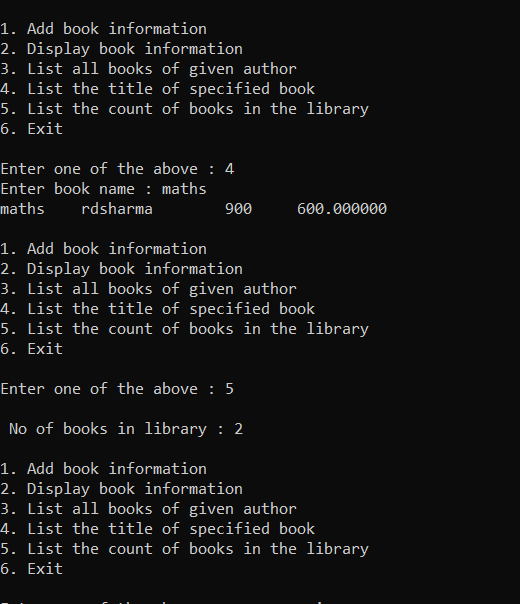 1. Add book information
2. Display book information
3. List all books of given author
4. List the title of specified book
5. List the count of books in the library
6. Exit
Enter one of the above : 4
Enter book name : maths
maths    rdsharma        900     600.000000
1. Add book information
2. Display book information
3. List all books of given author
4. List the title of specified book
5. List the count of books in the library
6. Exit
Enter one of the above : 5
No of books in library : 2
1. Add book information
2. Display book information
3. List all books of given author
4. List the title of specified book
5. List the count of books in the library
6. Exit